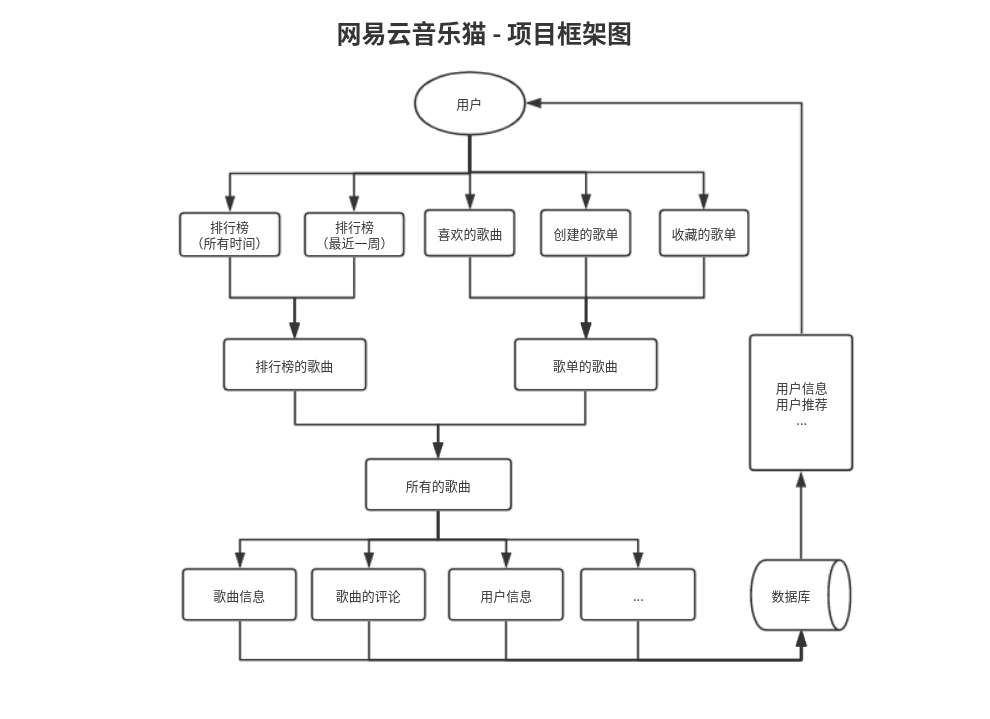 网易云音乐猫 - 项目框架图
用户
排行榜
（所有时间）
排行榜
（最近一周）
喜欢的歌曲
创建的歌单
收藏的歌单
排行榜的歌曲
歌单的歌曲
用户信息
用户推荐
...
所有的歌曲
歌曲信息
歌曲的评论
用户信息
...
数据库